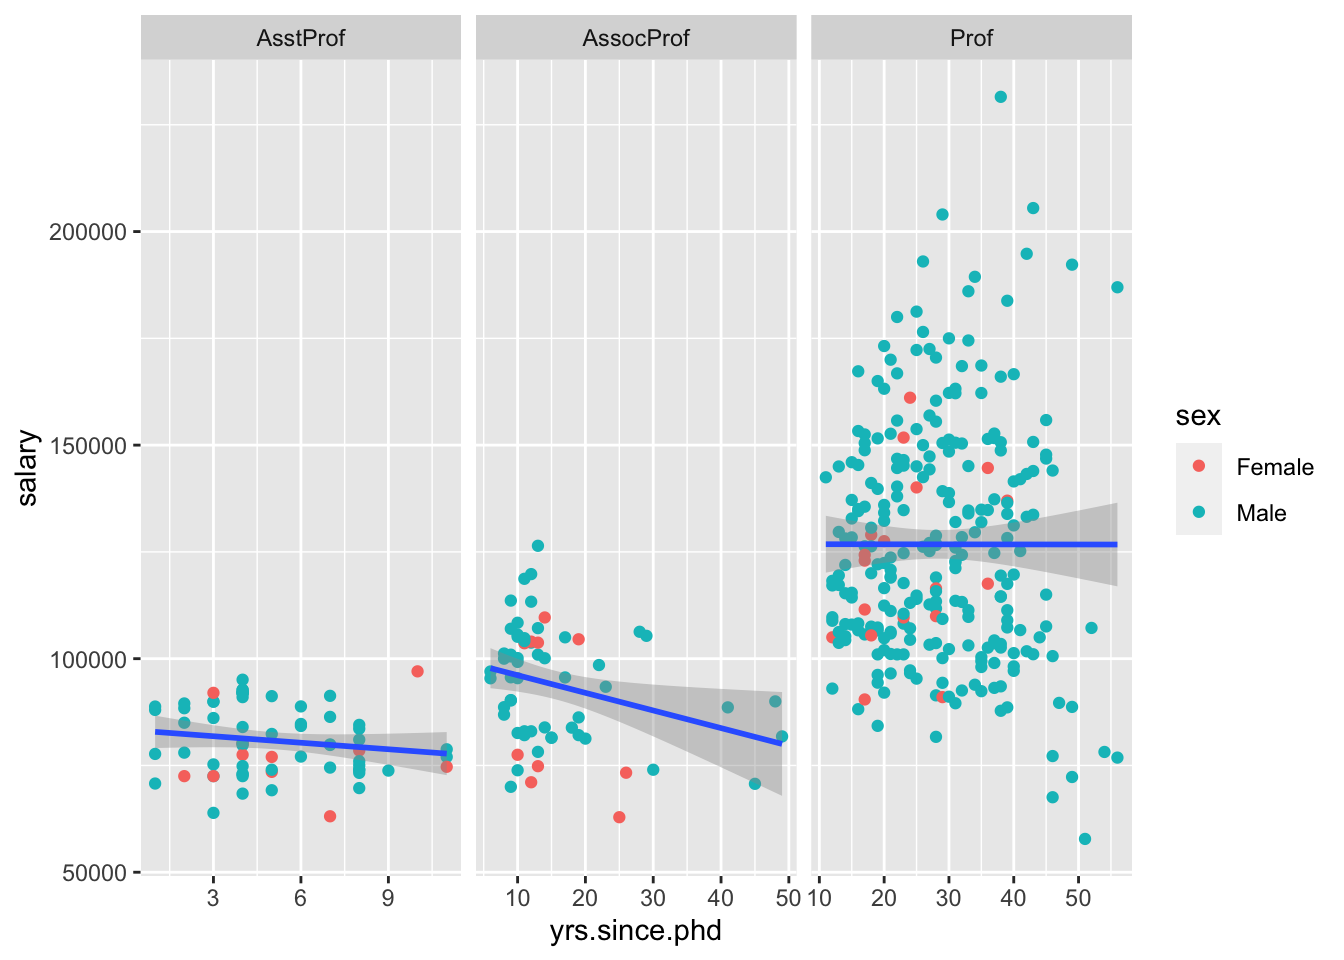 AsstProf AssocProf Prof
200000
150000
100000
50000
salary
3 6 9 10 20 30 40 50 10 20 30 40 50
yrs.since.phd
sex
Female
Male